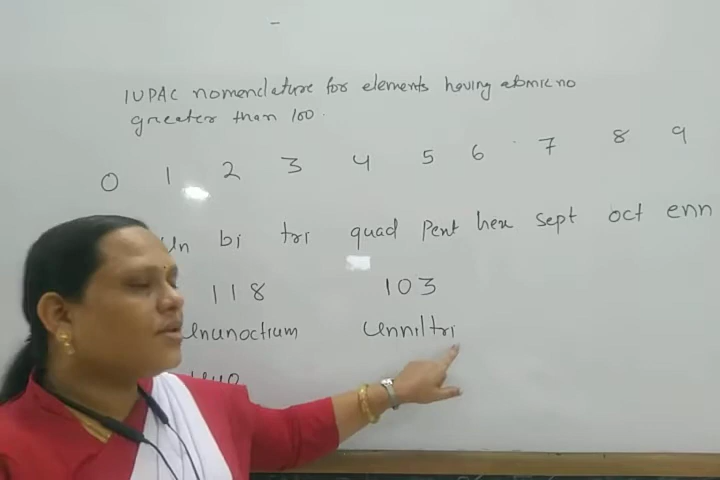 IUPAC nomenclature for elements having atomic no
greater than 100.
0 1 2 3 4 5 6 7 8 9
un bi tri quad pent hex sept oct enn
118 103
Ununoctium Unniltri